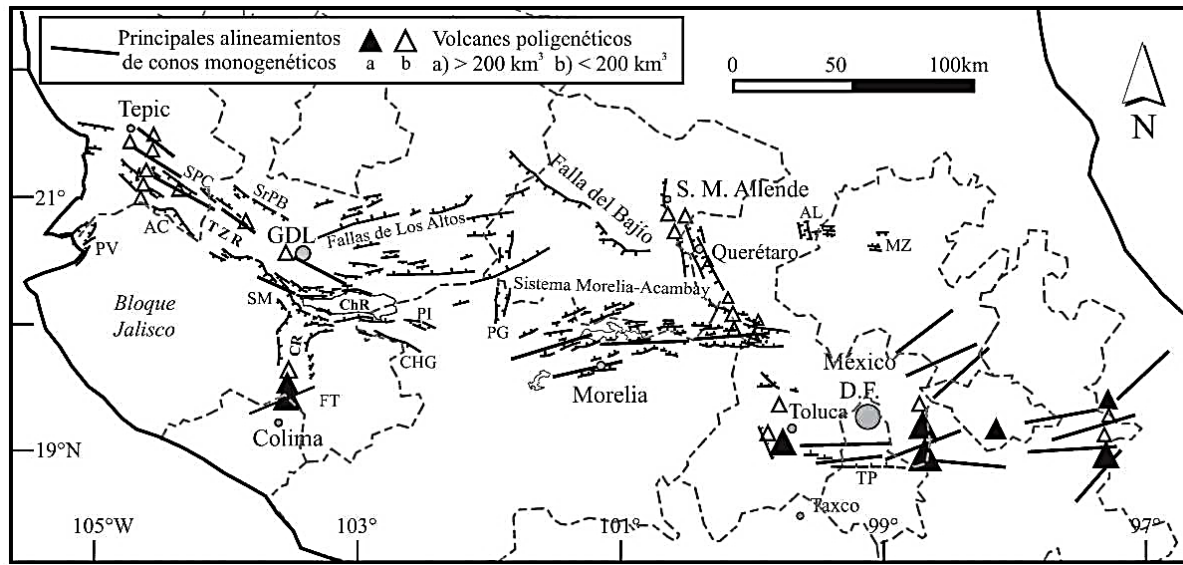 Principales alineamientos
de conos monogenéticos
a
b
Volcanes poligenéticos
a) > 200 km³ b) < 200 km³
0
50
100km
N
Tepic
21°
SPC
SrPB
AC
TZR
PV
GDL
Fallas de Los Altos
Falla del Bajío
S. M. Allende
Querétaro
AL
MZ
Bloque
Jalisco
SM
ChR
PI
CHG
CR
FT
Colima
PG
Sistema Morelia-Acambay
Morelia
México
D.F.
Toluca
TP
Taxco
19°N
105°W
103°
101°
99°
97°